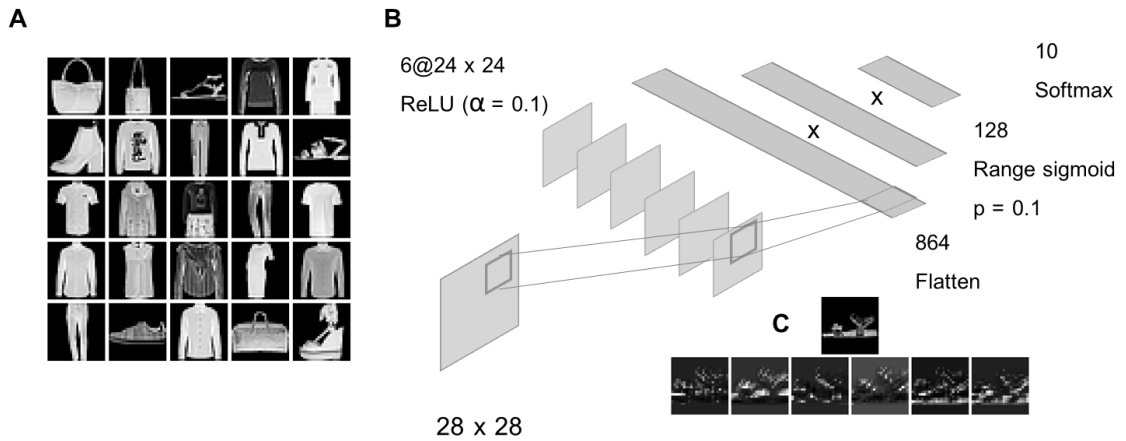 A
B
6@24 x 24
ReLU (α = 0.1)
x
x
10
Softmax
128
Range sigmoid
p = 0.1
864
Flatten
C
28 x 28